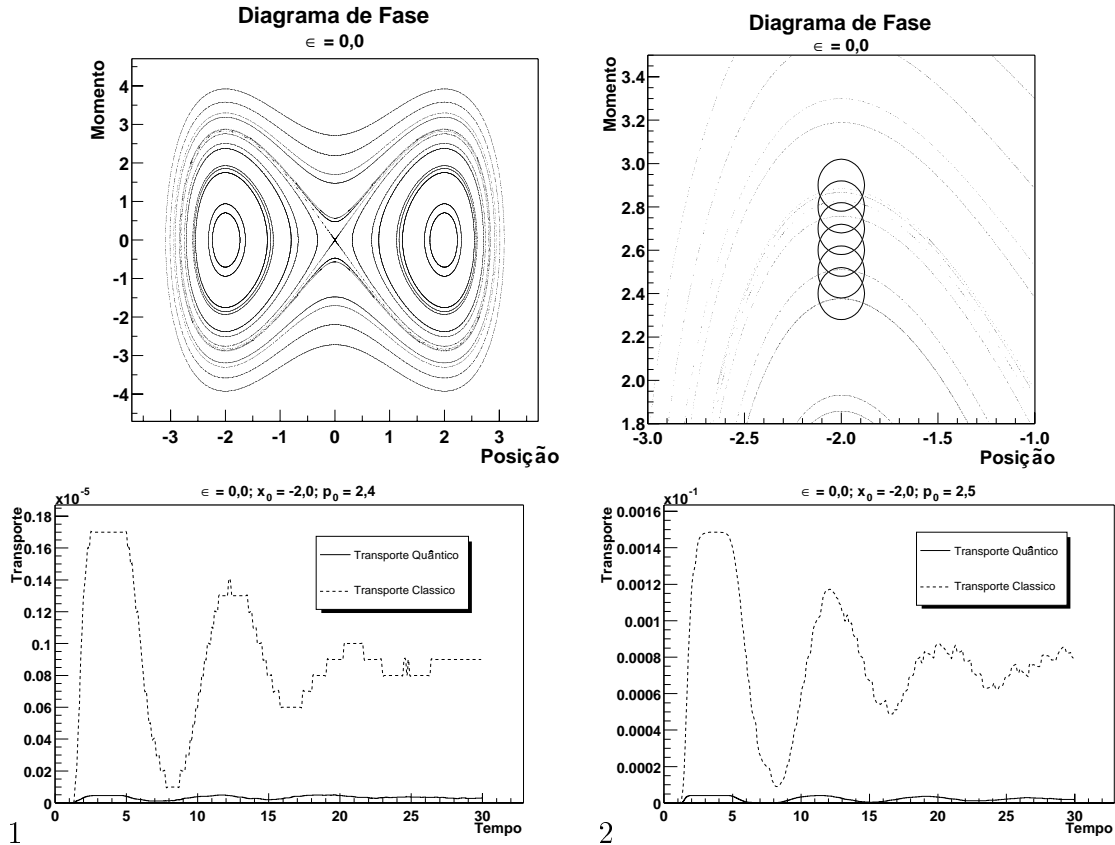 Diagrama de Fase
∈ = 0,0
Momento
4
3
2
1
0
-1
-2
-3
-4
-3 -2 -1 0 1 2 3
Posição
Diagrama de Fase
∈ = 0,0
Momento
3.4
3.2
3.0
2.8
2.6
2.4
2.2
2.0
1.8
-3.0 -2.5 -2.0 -1.5 -1.0
Posição
x10^-5
∈ = 0,0; x_0 = -2,0; p_0 = 2,4
Transporte
0.18
0.16
0.14
0.12
0.1
0.08
0.06
0.04
0.02
0
Transporte Quântico
Transporte Classico
0 5 10 15 20 25 30
Tempo
1
x10^-1
∈ = 0,0; x_0 = -2,0; p_0 = 2,5
Transporte
0.0016
0.0014
0.0012
0.001
0.0008
0.0006
0.0004
0.0002
0
Transporte Quântico
Transporte Classico
0 5 10 15 20 25 30
Tempo
2